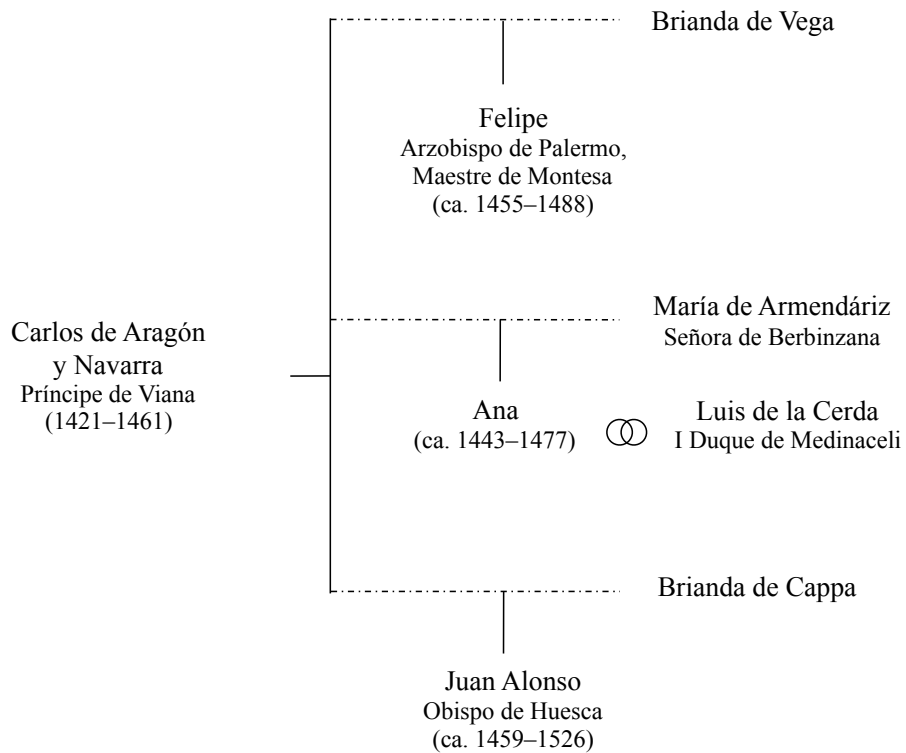 Brianda de Vega
Felipe
Arzobispo de Palermo,
Maestre de Montesa
(ca. 1455–1488)
María de Armendáriz
Señora de Berbinzana
Carlos de Aragón
y Navarra
Príncipe de Viana
(1421–1461)
Ana
(ca. 1443–1477)
Luis de la Cerda
I Duque de Medinaceli
Brianda de Cappa
Juan Alonso
Obispo de Huesca
(ca. 1459–1526)